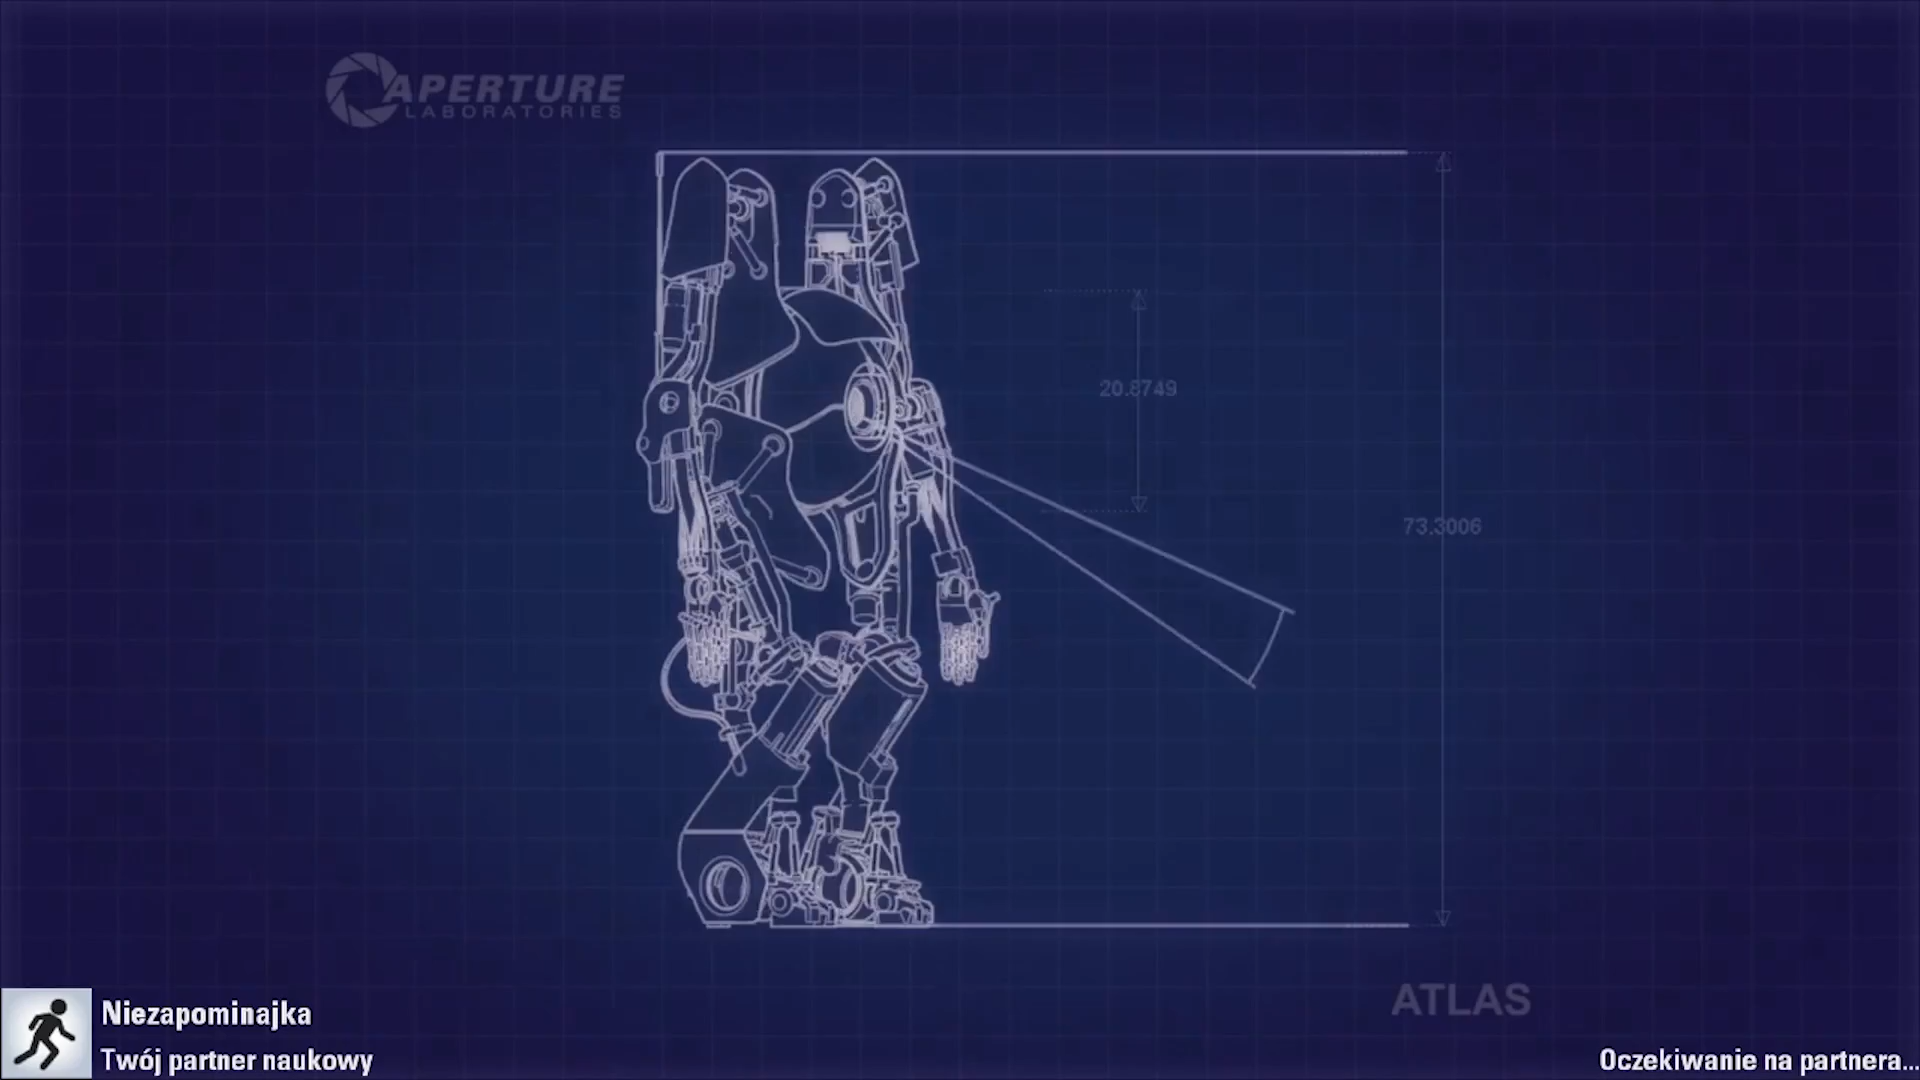 APERTURE
LABORATORIES
20.8749
73.3006
ATLAS
Niezapominajka
Twój partner naukowy
Oczekiwanie na partnera...